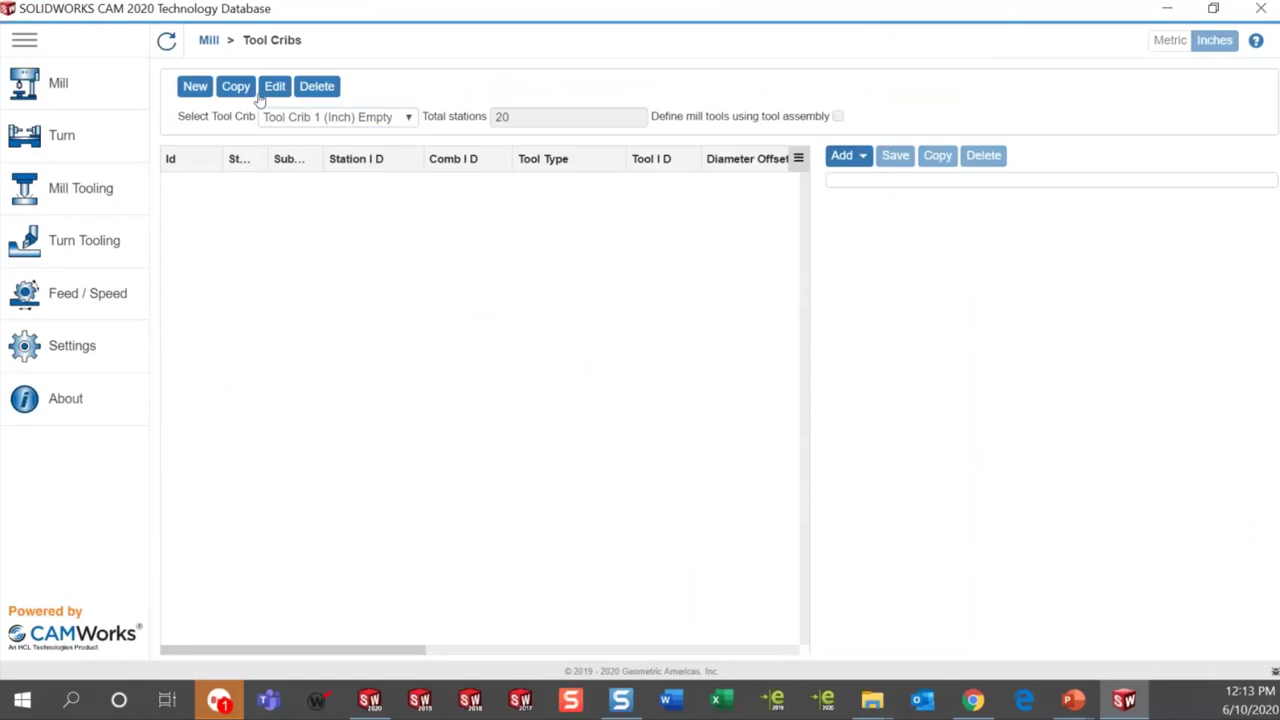 SOLIDWORKS CAM 2020 Technology Database
Mill > Tool Cribs
Metric Inches
Mill
Turn
Mill Tooling
Turn Tooling
Feed / Speed
Settings
About
New Copy Edit Delete
Select Tool Crib Tool Crib 1 (Inch) Empty Total stations 20 Define mill tools using tool assembly
Id St... Sub... Station I D Comb I D Tool Type Tool I D Diameter Offset
Add Save Copy Delete
Powered by
CAMWorks®
An HCL Technologies Product
© 2019 - 2020 Geometric Americas, Inc.
12:13 PM
6/10/2020